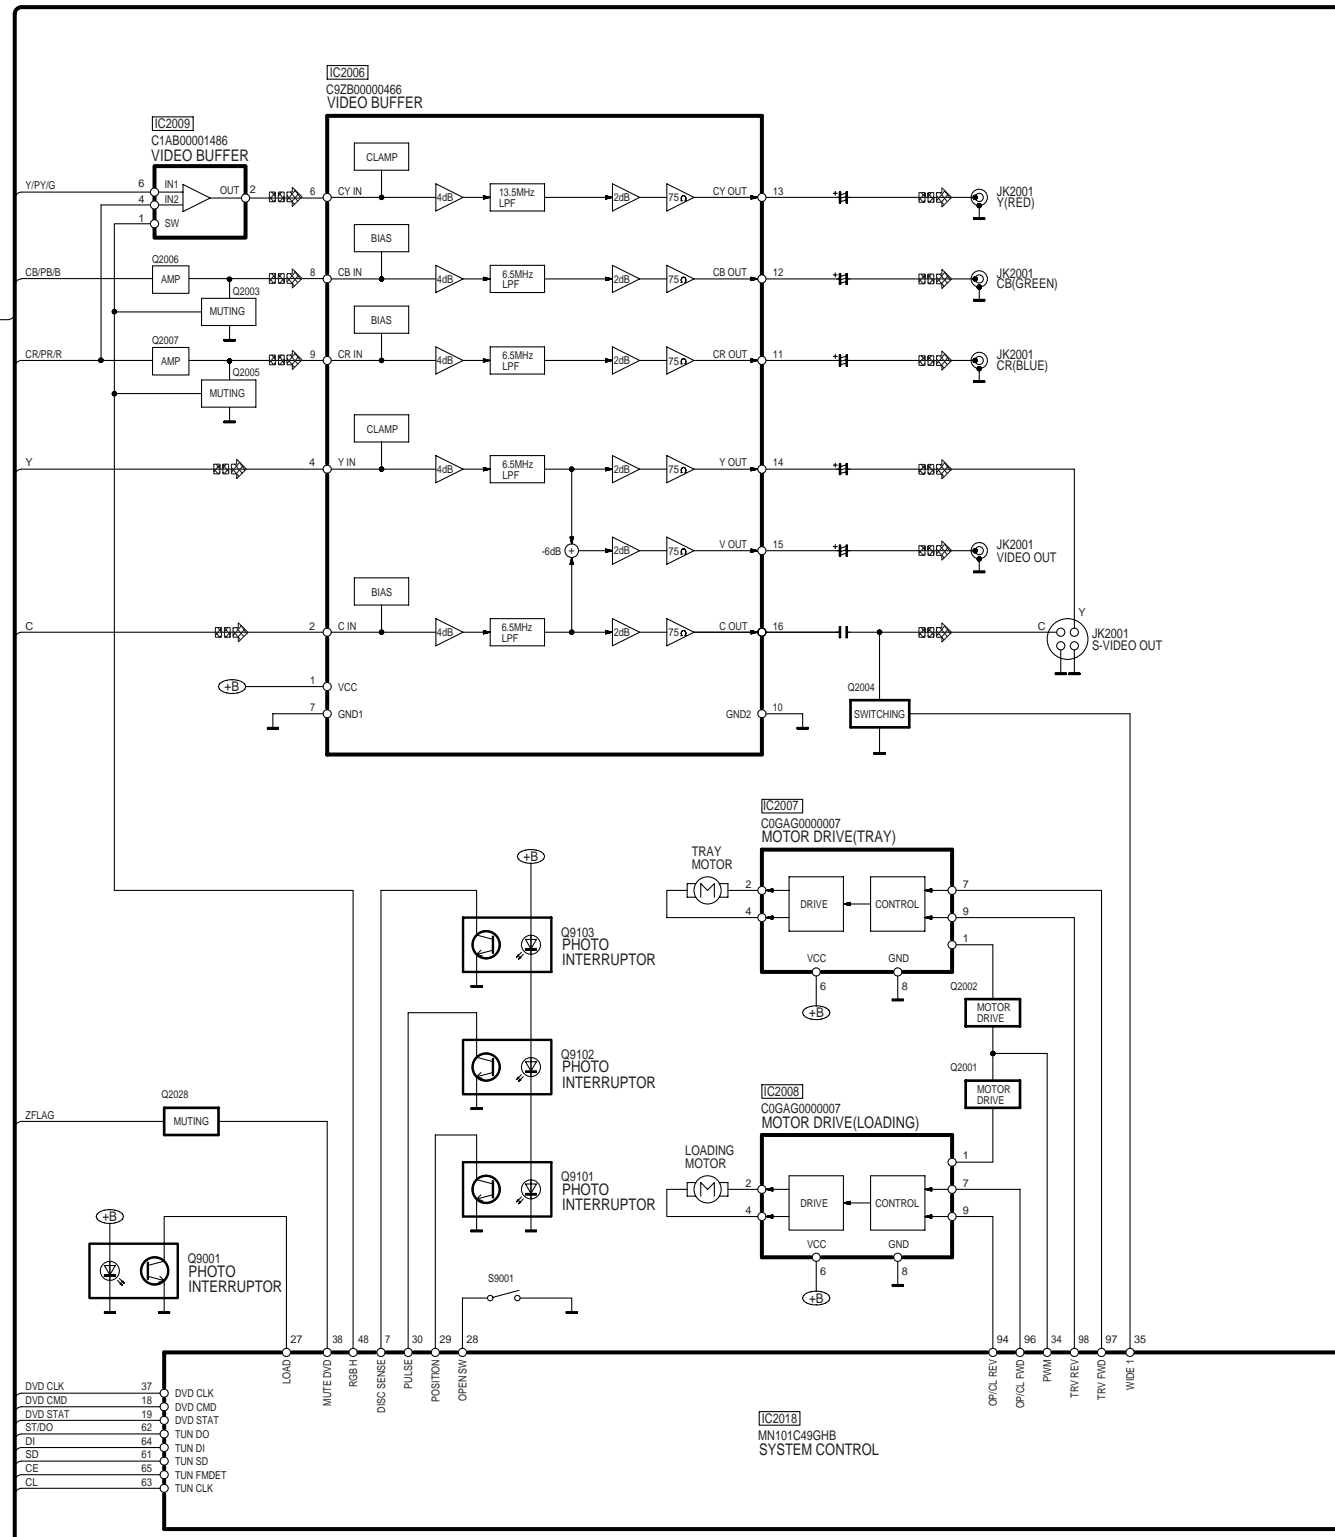 IC2006
C9ZB00000466
VIDEO BUFFER
IC2009
C1AB00001486
VIDEO BUFFER
Y/PY/G
6
IN1
4
IN2
1
SW
OUT
2
6
CY IN
CLAMP
4dB
13.5MHz
LPF
2dB
75Ω
CY OUT
13
JK2001
Y(RED)
CB/PB/B
Q2006
AMP
Q2003
MUTING
8
CB IN
BIAS
4dB
6.5MHz
LPF
2dB
75Ω
CB OUT
12
JK2001
CB(GREEN)
CR/PR/R
Q2007
AMP
Q2005
MUTING
9
CR IN
BIAS
4dB
6.5MHz
LPF
2dB
75Ω
CR OUT
11
JK2001
CR(BLUE)
Y
4
Y IN
CLAMP
4dB
6.5MHz
LPF
2dB
75Ω
Y OUT
14
-6dB
+
2dB
75Ω
V OUT
15
JK2001
VIDEO OUT
C
2
C IN
BIAS
4dB
6.5MHz
LPF
2dB
75Ω
C OUT
16
C
Y
JK2001
S-VIDEO OUT
+B
1
VCC
7
GND1
GND2
10
Q2004
SWITCHING
IC2007
C0GAG0000007
MOTOR DRIVE(TRAY)
TRAY
MOTOR
M
2
4
DRIVE
CONTROL
7
9
1
VCC
GND
6
8
+B
Q2002
MOTOR
DRIVE
Q2001
MOTOR
DRIVE
IC2008
C0GAG0000007
MOTOR DRIVE(LOADING)
LOADING
MOTOR
M
2
4
DRIVE
CONTROL
1
7
9
VCC
GND
6
8
+B
+B
Q9103
PHOTO
INTERRUPTOR
Q9102
PHOTO
INTERRUPTOR
Q9101
PHOTO
INTERRUPTOR
ZFLAG
Q2028
MUTING
+B
Q9001
PHOTO
INTERRUPTOR
S9001
27
38
48
7
30
29
28
94
96
34
98
97
35
LOAD
MUTE DVD
RGB H
DISC SENSE
PULSE
POSITION
OPEN SW
OP/CL REV
OP/CL FWD
PWM
TRV REV
TRV FWD
WIDE 1
DVD CLK
37
DVD CLK
DVD CMD
18
DVD CMD
DVD STAT
19
DVD STAT
ST/DO
62
TUN DO
DI
64
TUN DI
SD
61
TUN SD
CE
65
TUN FMDET
CL
63
TUN CLK
IC2018
MN101C49GHB
SYSTEM CONTROL